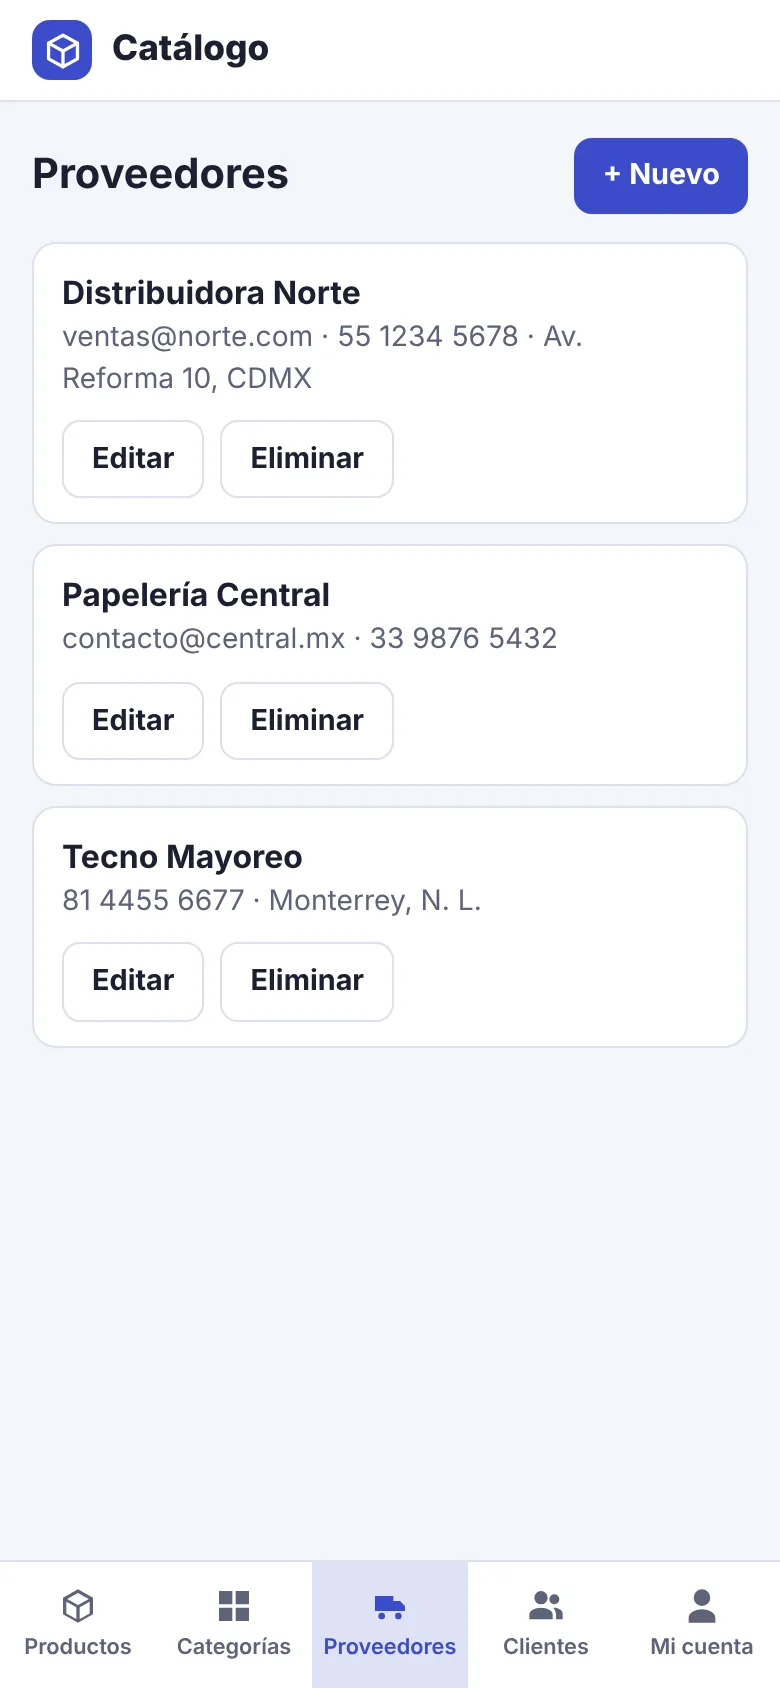 Catálogo
Proveedores
+ Nuevo
Distribuidora Norte
ventas@norte.com · 55 1234 5678 · Av.
Reforma 10, CDMX
Editar
Eliminar
Papelería Central
contacto@central.mx · 33 9876 5432
Editar
Eliminar
Tecno Mayoreo
81 4455 6677 · Monterrey, N. L.
Editar
Eliminar
Productos
Categorías
Proveedores
Clientes
Mi cuenta